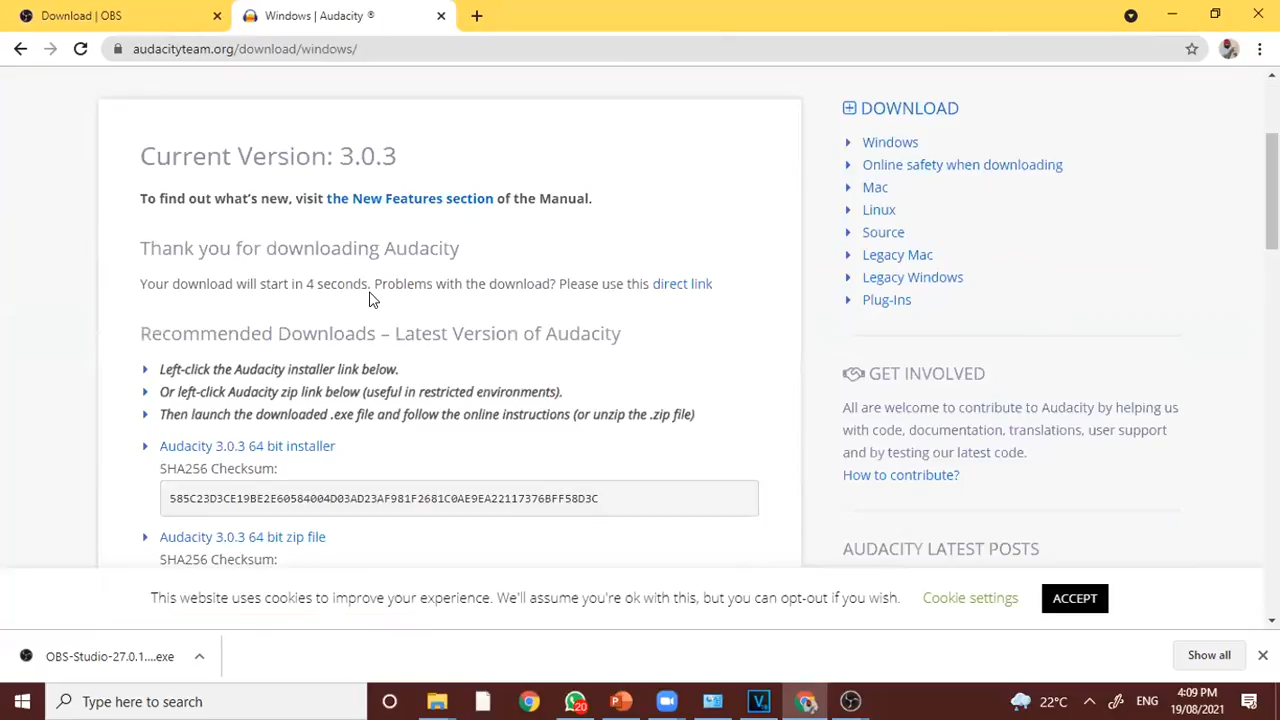 Download | OBS
Windows | Audacity ®
audacityteam.org/download/windows/
Current Version: 3.0.3
To find out what's new, visit the New Features section of the Manual.
Thank you for downloading Audacity
Your download will start in 4 seconds. Problems with the download? Please use this direct link
Recommended Downloads – Latest Version of Audacity
Left-click the Audacity installer link below.
Or left-click Audacity zip link below (useful in restricted environments).
Then launch the downloaded .exe file and follow the online instructions (or unzip the .zip file)
Audacity 3.0.3 64 bit installer
SHA256 Checksum:
585C23D3CE19BE2E60584004D03AD23AF981F2681C0AE9EA22117376BFF58D3C
Audacity 3.0.3 64 bit zip file
SHA256 Checksum:
DOWNLOAD
Windows
Online safety when downloading
Mac
Linux
Source
Legacy Mac
Legacy Windows
Plug-Ins
GET INVOLVED
All are welcome to contribute to Audacity by helping us
with code, documentation, translations, user support
and by testing our latest code.
How to contribute?
AUDACITY LATEST POSTS
This website uses cookies to improve your experience. We'll assume you're ok with this, but you can opt-out if you wish.
Cookie settings
ACCEPT
OBS-Studio-27.0.1....exe
Show all
Type here to search
20
22°C
ENG
4:09 PM
19/08/2021